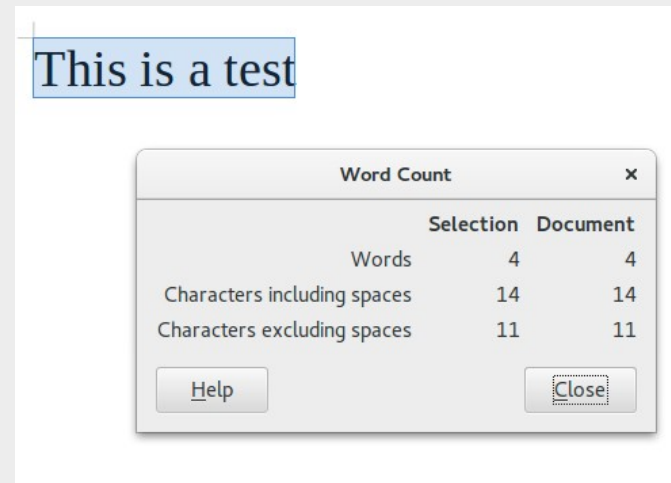 This is a test
Word Count ×
Selection Document
Words 4 4
Characters including spaces 14 14
Characters excluding spaces 11 11
Help Close